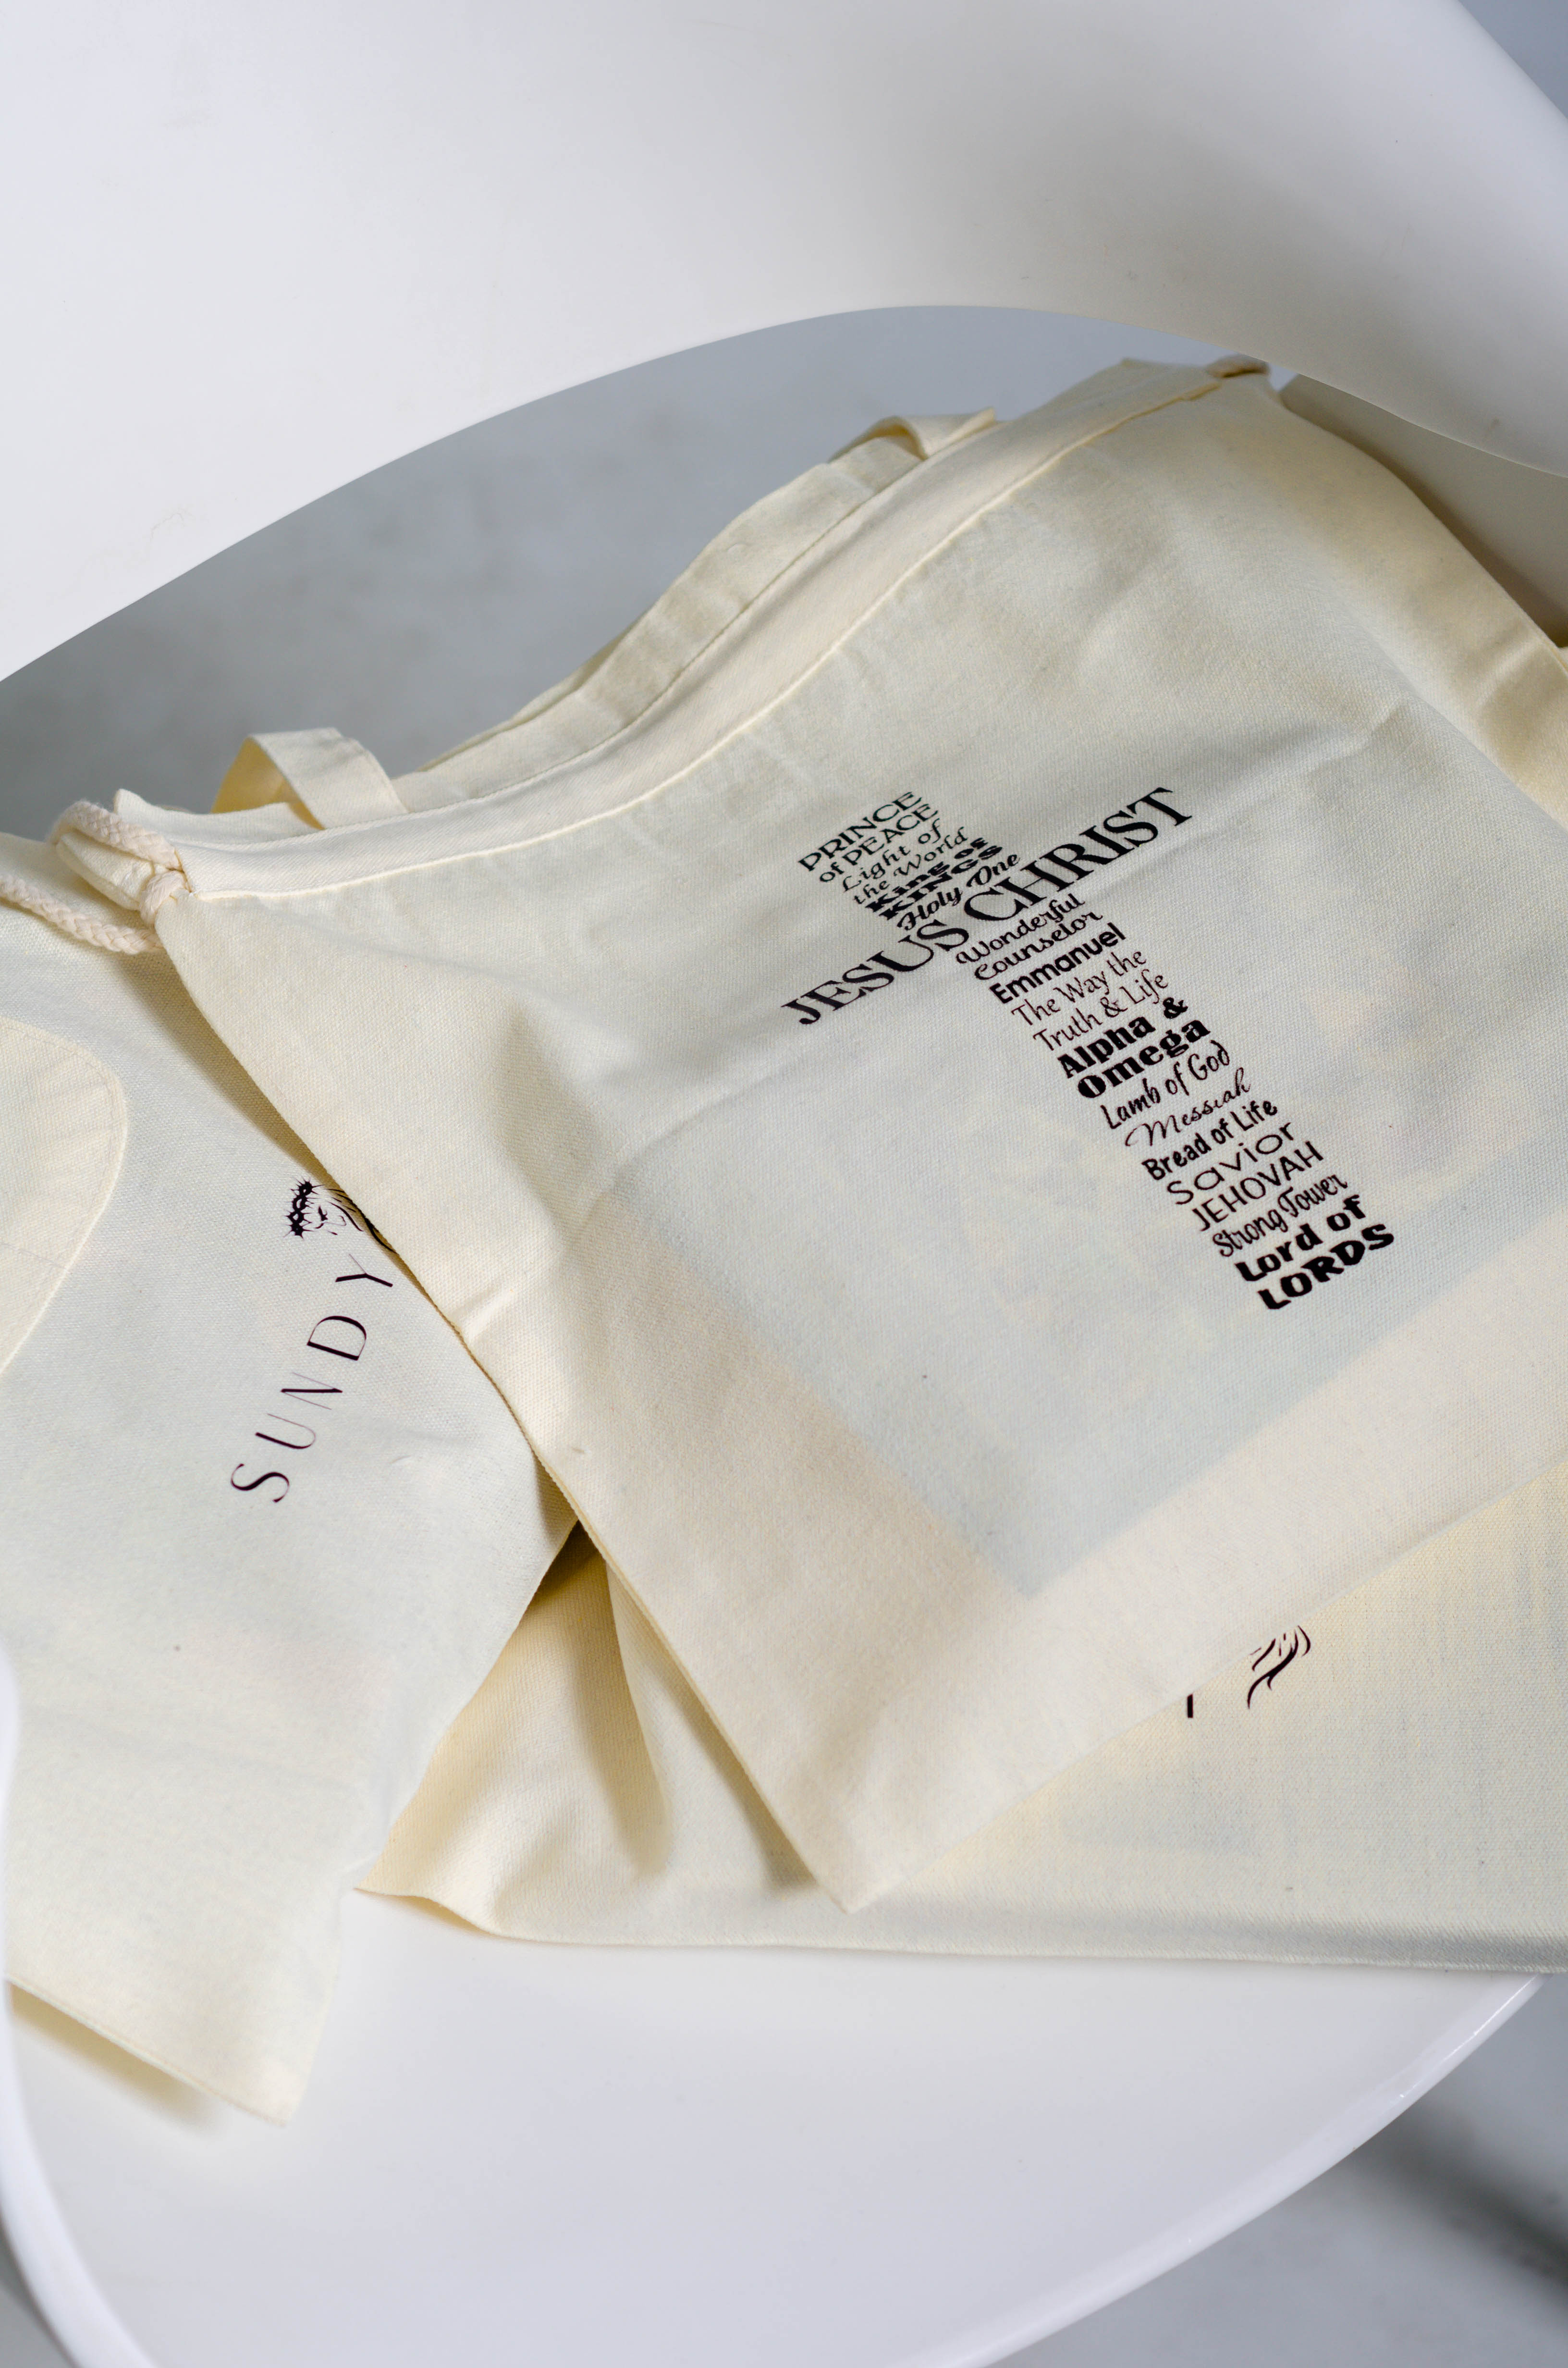 PRINCE
of PEACE
Light of
the World
King of
KINGS
Holy One
JESUS CHRIST
Wonderful
Counselor
Emmanuel
The Way the
Truth & Life
Alpha &
Omega
Lamb of God
Messiah
Bread of Life
Savior
JEHOVAH
Strong Tower
Lord of
LORDS
SUNDY